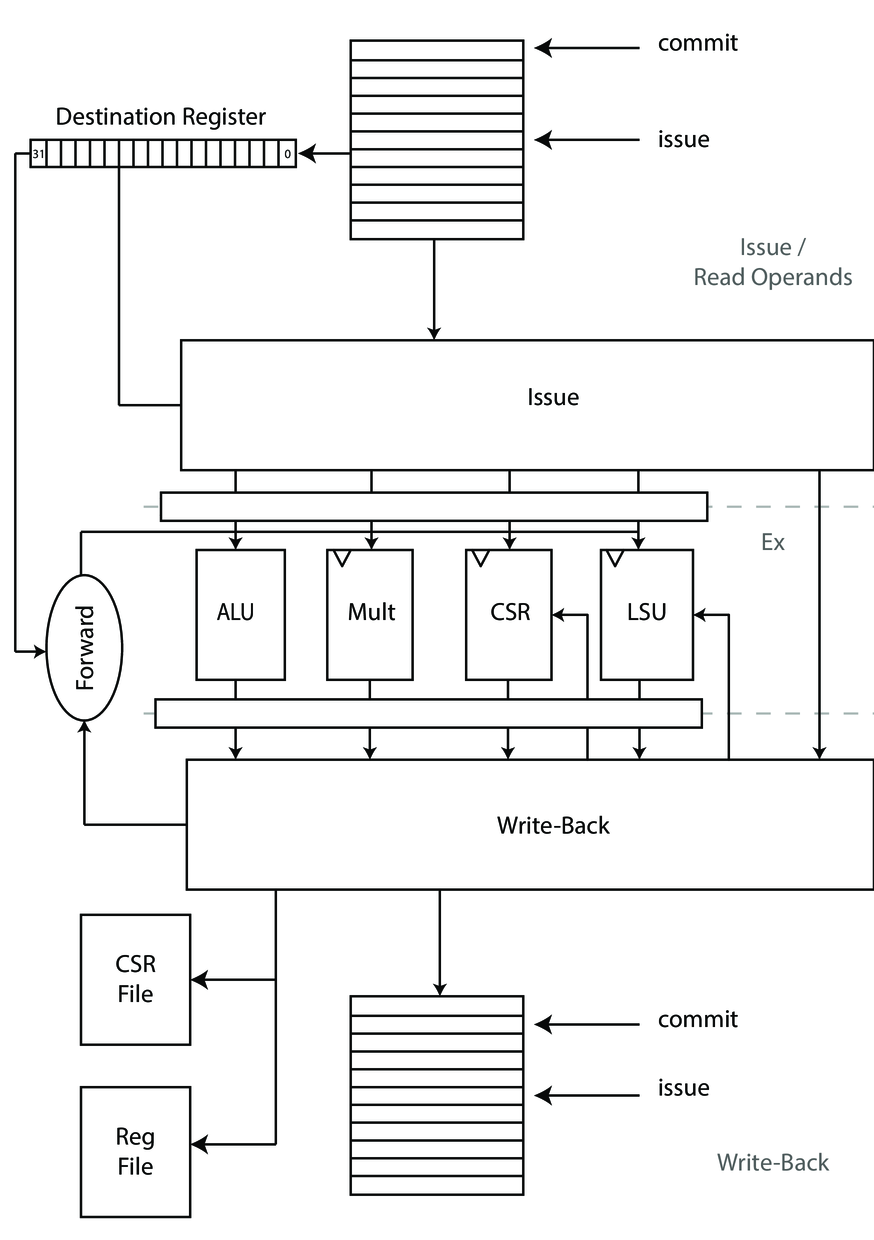 commit
Destination Register
issue
31
0
Issue /
Read Operands
Issue
Ex
Forward
ALU
Mult
CSR
LSU
Write-Back
CSR
File
commit
issue
Reg
File
Write-Back